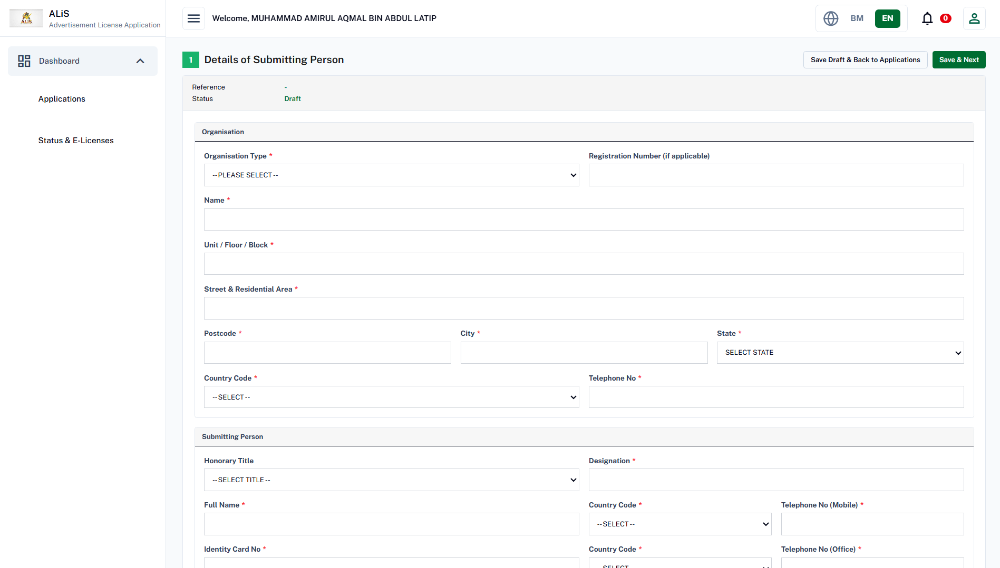 ALiS
ALiS
Advertisement License Application
Welcome, MUHAMMAD AMIRUL AQMAL BIN ABDUL LATIP
BM
EN
0
Dashboard
Applications
Status & E-Licenses
1
Details of Submitting Person
Save Draft & Back to Applications
Save & Next
Reference -
Status Draft
Organisation
Organisation Type *
Registration Number (if applicable)
--PLEASE SELECT--
Name *
Unit / Floor / Block *
Street & Residential Area *
Postcode *
City *
State *
SELECT STATE
Country Code *
Telephone No *
--SELECT--
Submitting Person
Honorary Title
Designation *
--SELECT TITLE--
Full Name *
Country Code *
Telephone No (Mobile) *
--SELECT--
Identity Card No *
Country Code *
Telephone No (Office) *
--SELECT--